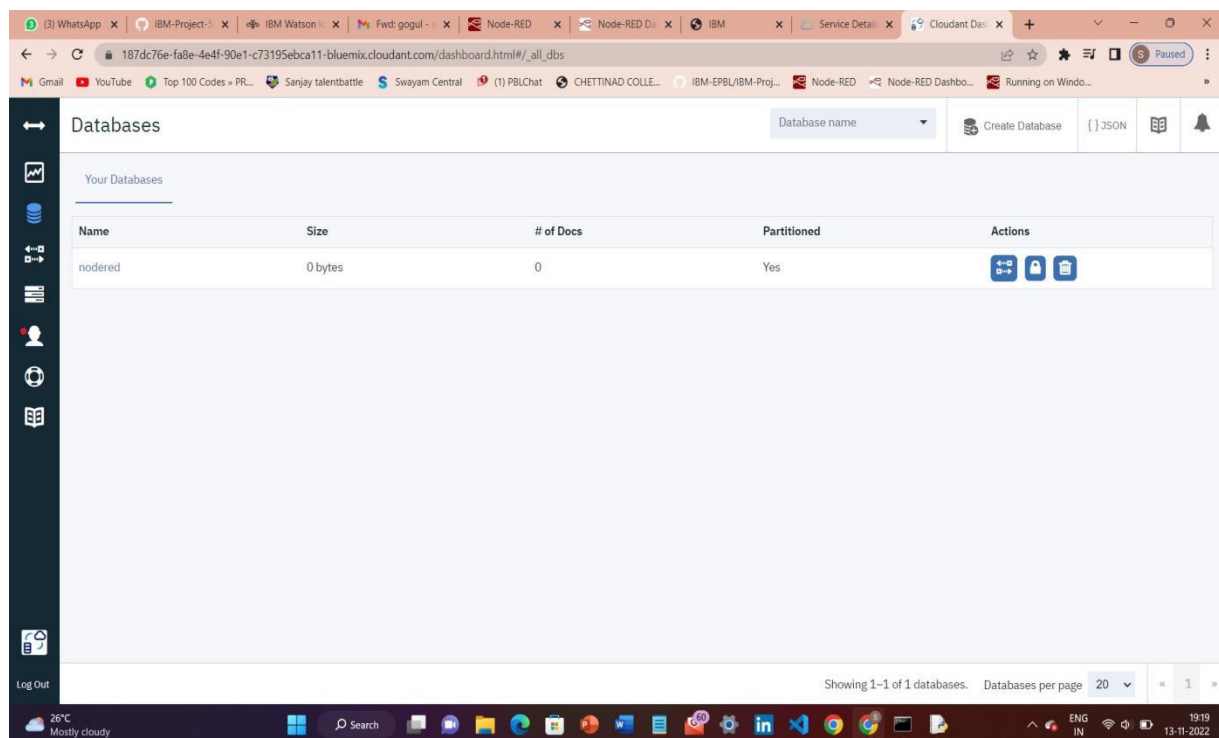 (3) WhatsApp
IBM-Project-5
IBM Watson Io
Fwd: gogul - s
Node-RED
Node-RED Da
IBM
Service Detail
Cloudant Das
187dc76e-fa8e-4e4f-90e1-c73195ebca11-bluemix.cloudant.com/dashboard.html#/_all_dbs
S Paused
Gmail YouTube Top 100 Codes » PR... Sanjay talentbattle Swayam Central (1) PBLChat CHETTINAD COLLE... IBM-EPBL/IBM-Proj... Node-RED Node-RED Dashbo... Running on Windo... »
Databases
Database name
Create Database
{ } JSON
Your Databases
Name Size # of Docs Partitioned Actions
nodered 0 bytes 0 Yes
Log Out
Showing 1–1 of 1 databases. Databases per page 20 « 1 »
26°C
Mostly cloudy
Search
60
ENG
IN
19:19
13-11-2022